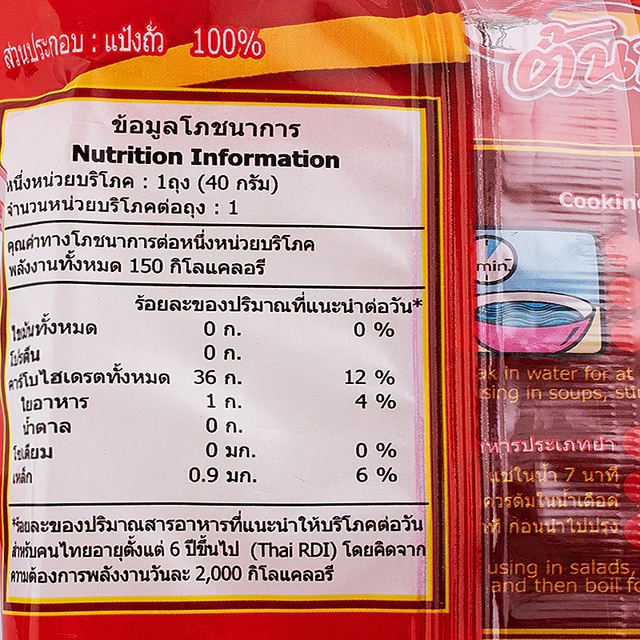 ส่วนประกอบ : แป้งถั่ว 100%
ข้อมูลโภชนาการ
Nutrition Information
หนึ่งหน่วยบริโภค : 1ถุง (40 กรัม)
จำนวนหน่วยบริโภคต่อถุง : 1
คุณค่าทางโภชนาการต่อหนึ่งหน่วยบริโภค
พลังงานทั้งหมด 150 กิโลแคลอรี
ร้อยละของปริมาณที่แนะนำต่อวัน*
ไขมันทั้งหมด 0 ก. 0 %
โปรตีน 0 ก.
คาร์โบไฮเดรตทั้งหมด 36 ก. 12 %
ใยอาหาร 1 ก. 4 %
น้ำตาล 0 ก.
โซเดียม 0 มก. 0 %
เหล็ก 0.9 มก. 6 %
*ร้อยละของปริมาณสารอาหารที่แนะนำให้บริโภคต่อวัน
สำหรับคนไทยอายุตั้งแต่ 6 ปีขึ้นไป (Thai RDI) โดยคิดจาก
ความต้องการพลังงานวันละ 2,000 กิโลแคลอรี
Cooking
min.
in water for at
in soups,
แช่ในน้ำ 7 นาที
ควรต้มในน้ำเดือด
ก่อนนำไปปรุง
using in salads,
and then boil